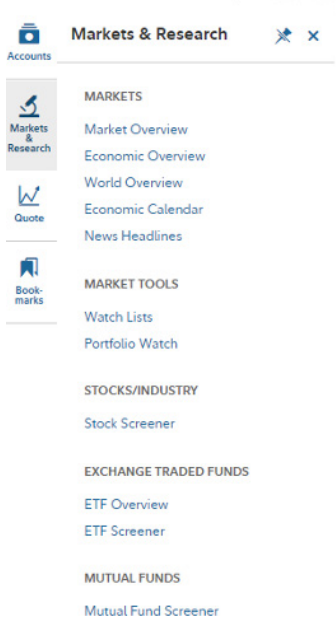 Accounts
Markets
&
Research
Quote
Book-
marks
Markets & Research
MARKETS
Market Overview
Economic Overview
World Overview
Economic Calendar
News Headlines
MARKET TOOLS
Watch Lists
Portfolio Watch
STOCKS/INDUSTRY
Stock Screener
EXCHANGE TRADED FUNDS
ETF Overview
ETF Screener
MUTUAL FUNDS
Mutual Fund Screener